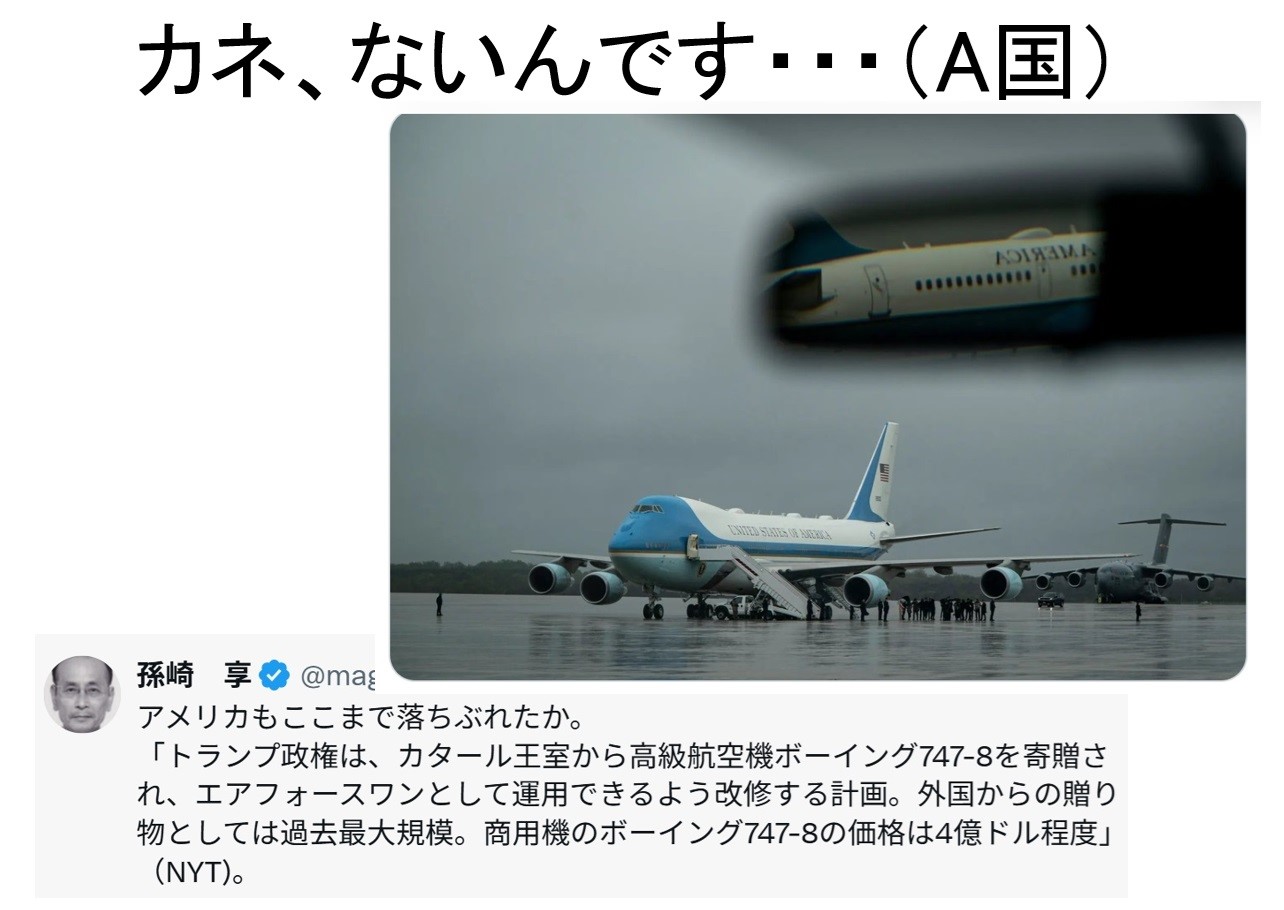 カネ、ないんです・・・（A国）
AMERICA
UNITED STATES OF AMERICA
孫崎　享 @mag
アメリカもここまで落ちぶれたか。
「トランプ政権は、カタール王室から高級航空機ボーイング747-8を寄贈さ
れ、エアフォースワンとして運用できるよう改修する計画。外国からの贈り
物としては過去最大規模。商用機のボーイング747-8の価格は4億ドル程度」
（NYT)。